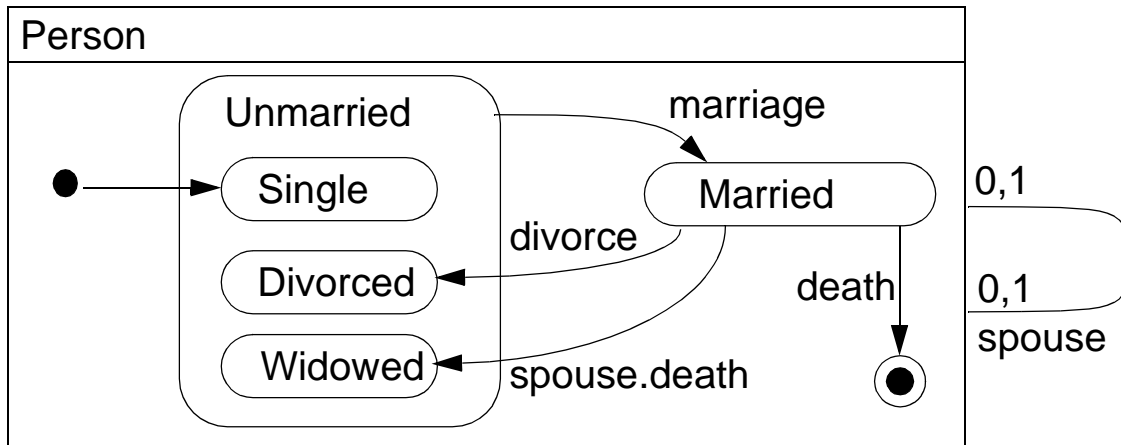 Person
Unmarried
marriage
Single
Married
0,1
divorce
Divorced
death
0,1
spouse
Widowed
spouse.death